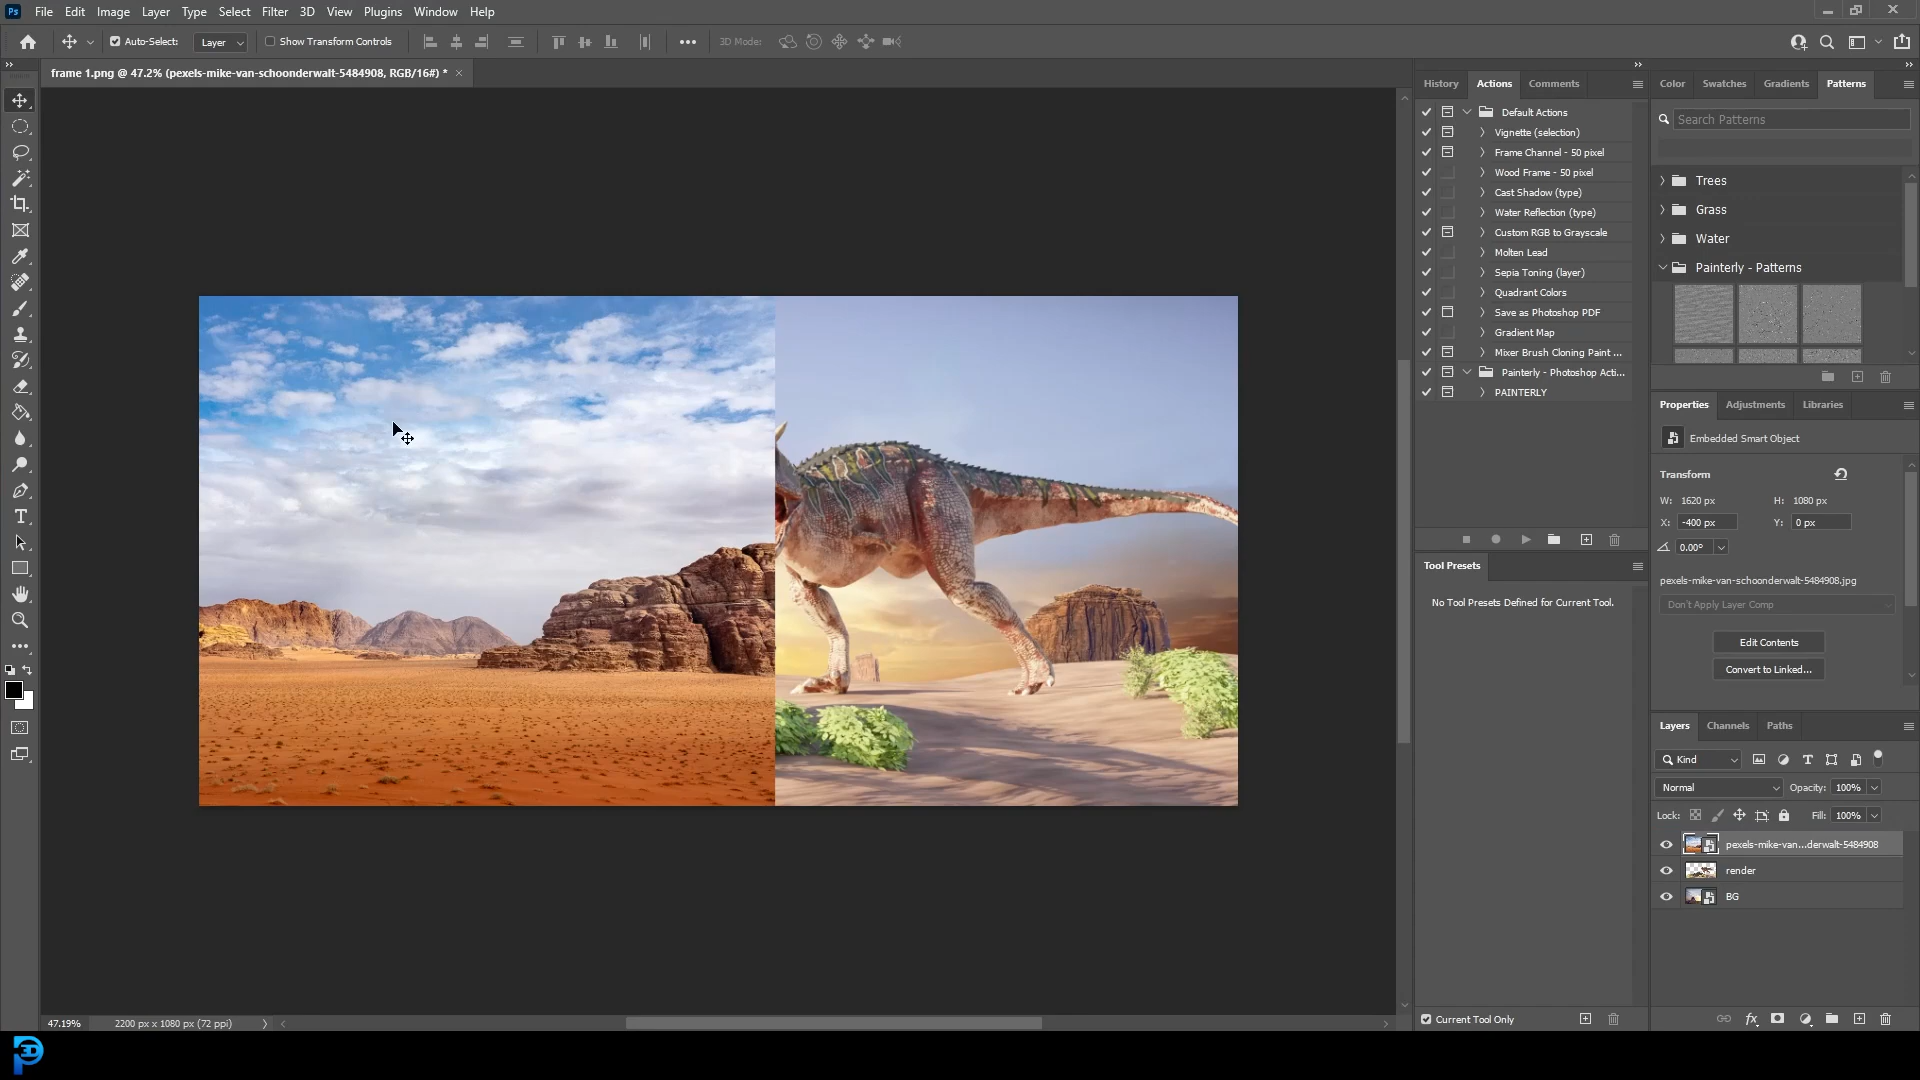 Ps File Edit Image Layer Type Select Filter 3D View Plugins Window Help
Auto-Select: Layer Show Transform Controls 3D Mode:
frame 1.png @ 47.2% (pexels-mike-van-schoonderwalt-5484908, RGB/16#) *
History Actions Comments
Default Actions
Vignette (selection)
Frame Channel - 50 pixel
Wood Frame - 50 pixel
Cast Shadow (type)
Water Reflection (type)
Custom RGB to Grayscale
Molten Lead
Sepia Toning (layer)
Quadrant Colors
Save as Photoshop PDF
Gradient Map
Mixer Brush Cloning Paint ...
Painterly - Photoshop Acti...
PAINTERLY
Tool Presets
No Tool Presets Defined for Current Tool.
Current Tool Only
Color Swatches Gradients Patterns
Search Patterns
Trees
Grass
Water
Painterly - Patterns
Properties Adjustments Libraries
Embedded Smart Object
Transform
W: 1620 px H: 1080 px
X: -400 px Y: 0 px
0.00°
pexels-mike-van-schoonderwalt-5484908.jpg
Don't Apply Layer Comp
Edit Contents
Convert to Linked...
Layers Channels Paths
Kind
Normal Opacity: 100%
Lock: Fill: 100%
pexels-mike-van...derwalt-5484908
render
BG
47.19% 2200 px x 1080 px (72 ppi)
P3D